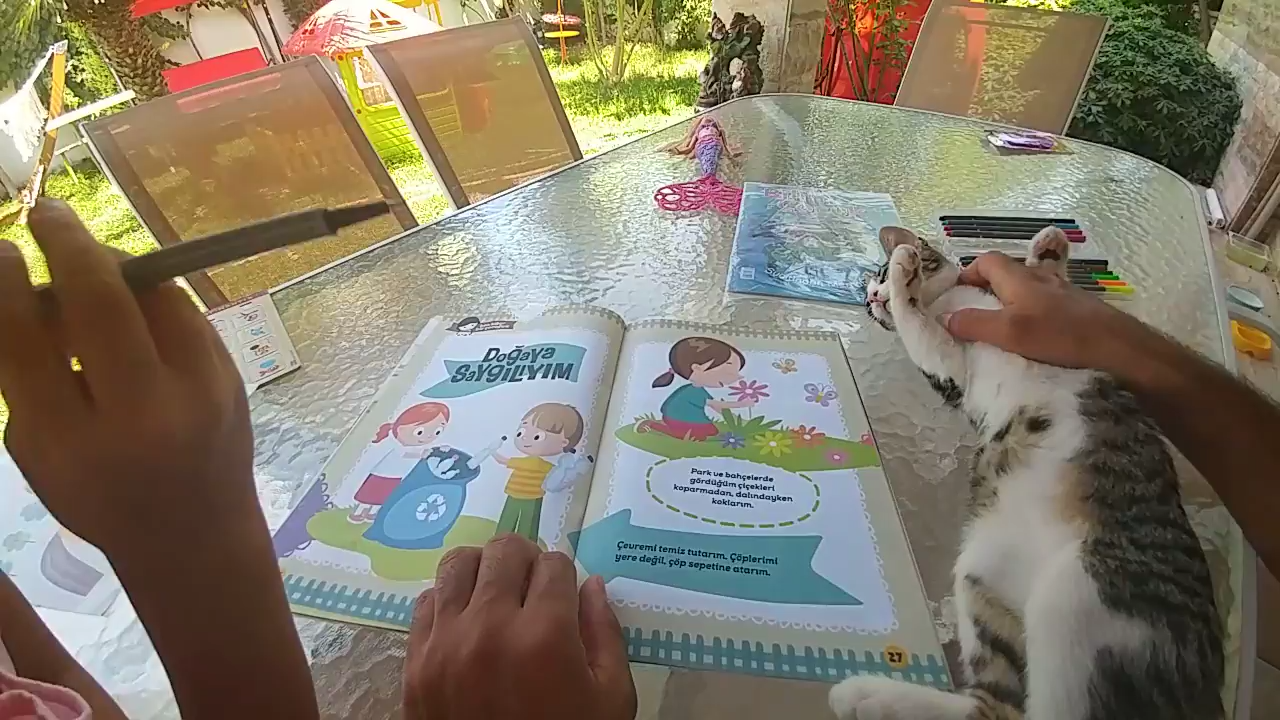 Doğaya
SAYGILIYIM
Park ve bahçelerde
gördüğüm çiçekleri
koparmadan, dalındayken
koklarım.
Çevremi temiz tutarım. Çöplerimi
yere değil, çöp sepetine atarım.
27